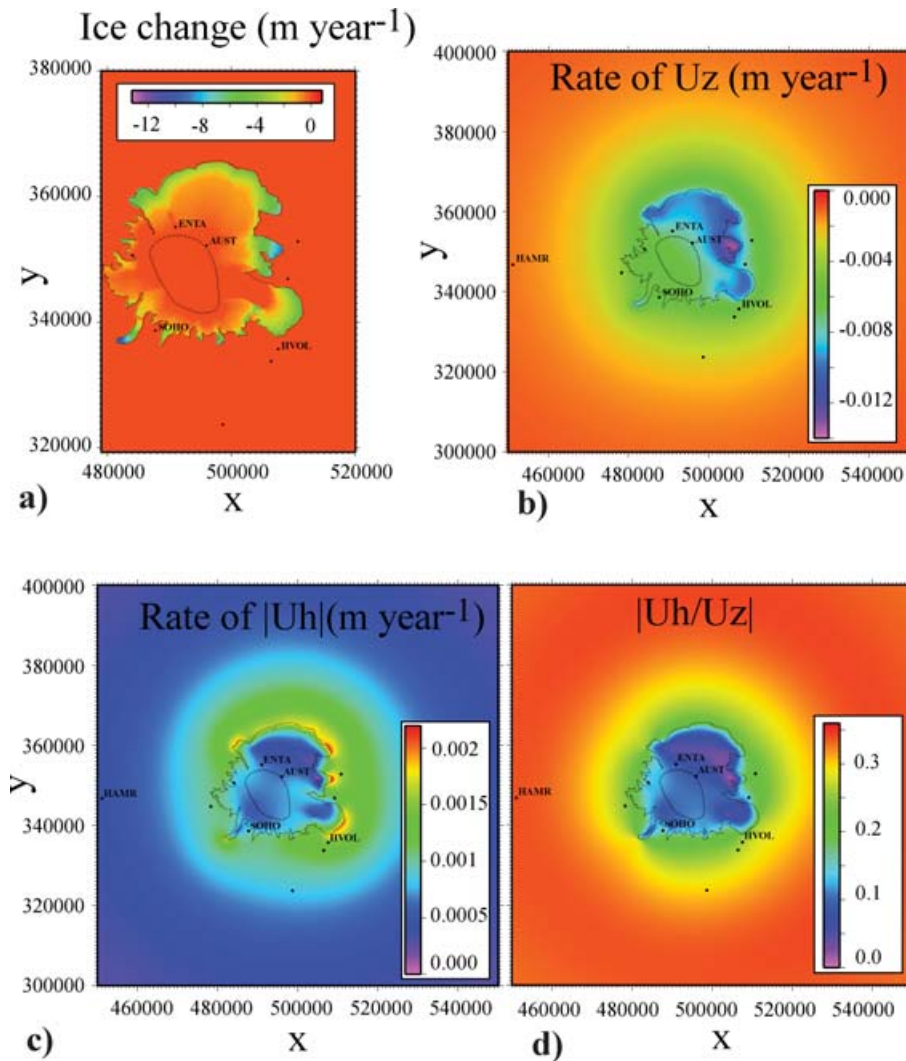 Ice change (m year-1)
380000
360000
340000
320000
-12 -8 -4 0
ENTA
AUST
SOHO
HVOL
y
480000 500000 520000
a)
x
400000
380000
360000
340000
320000
300000
Rate of Uz (m year-1)
0.000
-0.004
-0.008
-0.012
ENTA
AUST
HAMR
SOHO
HVOL
y
460000 480000 500000 520000 540000
b)
x
400000
380000
360000
340000
320000
300000
Rate of |Uh|(m year-1)
0.002
0.0015
0.001
0.0005
0.000
ENTA
AUST
HAMR
SOHO
HVOL
y
460000 480000 500000 520000 540000
c)
x
|Uh/Uz|
0.3
0.2
0.1
0.0
ENTA
AUST
HAMR
SOHO
HVOL
460000 480000 500000 520000 540000
d)
x